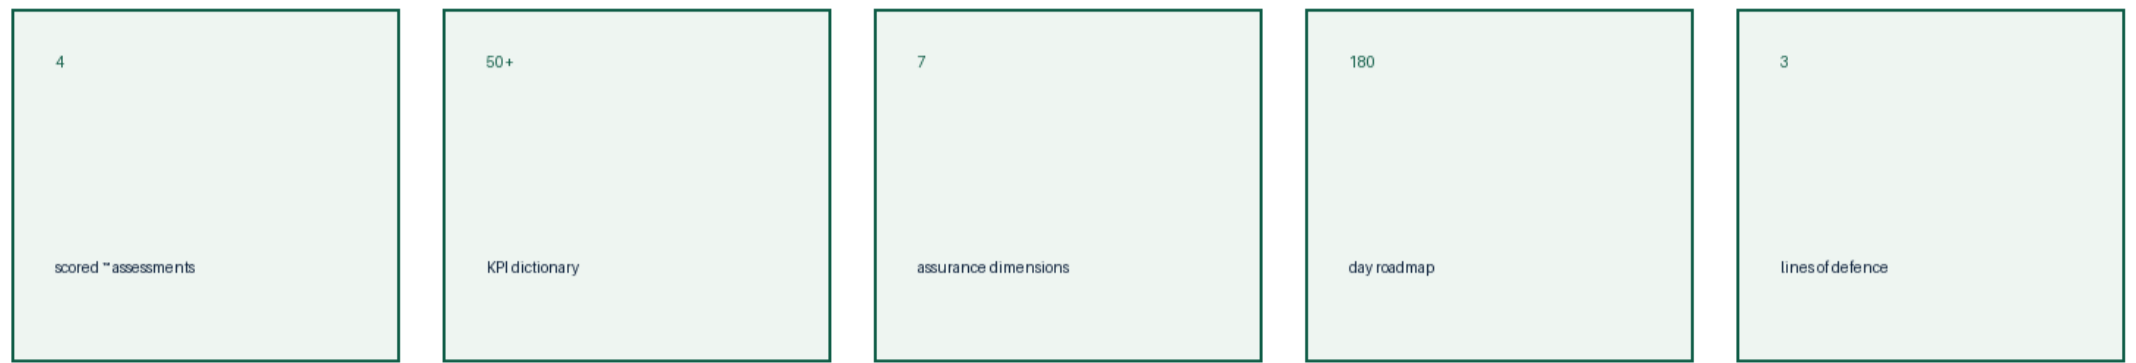 4
scored ** assessments
50+
KPI dictionary
7
assurance dimensions
180
day roadmap
3
lines of defence